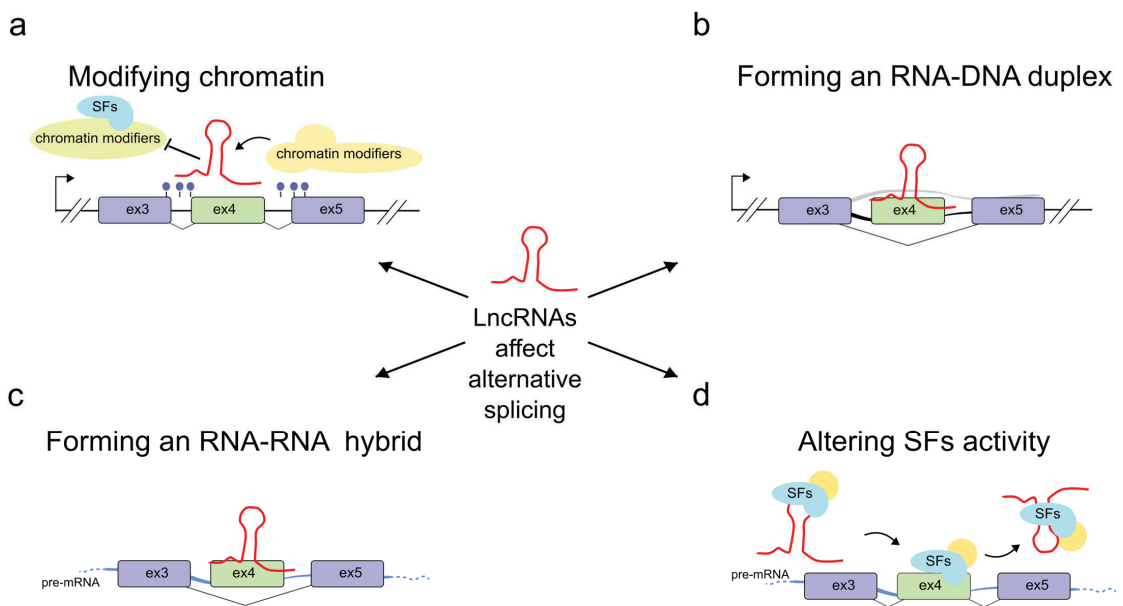 a
Modifying chromatin
SFs
chromatin modifiers
chromatin modifiers
ex3
ex4
ex5
b
Forming an RNA-DNA duplex
ex3
ex4
ex5
LncRNAs
affect
alternative
splicing
c
Forming an RNA-RNA hybrid
pre-mRNA
ex3
ex4
ex5
d
Altering SFs activity
SFs
SFs
SFs
pre-mRNA
ex3
ex4
ex5